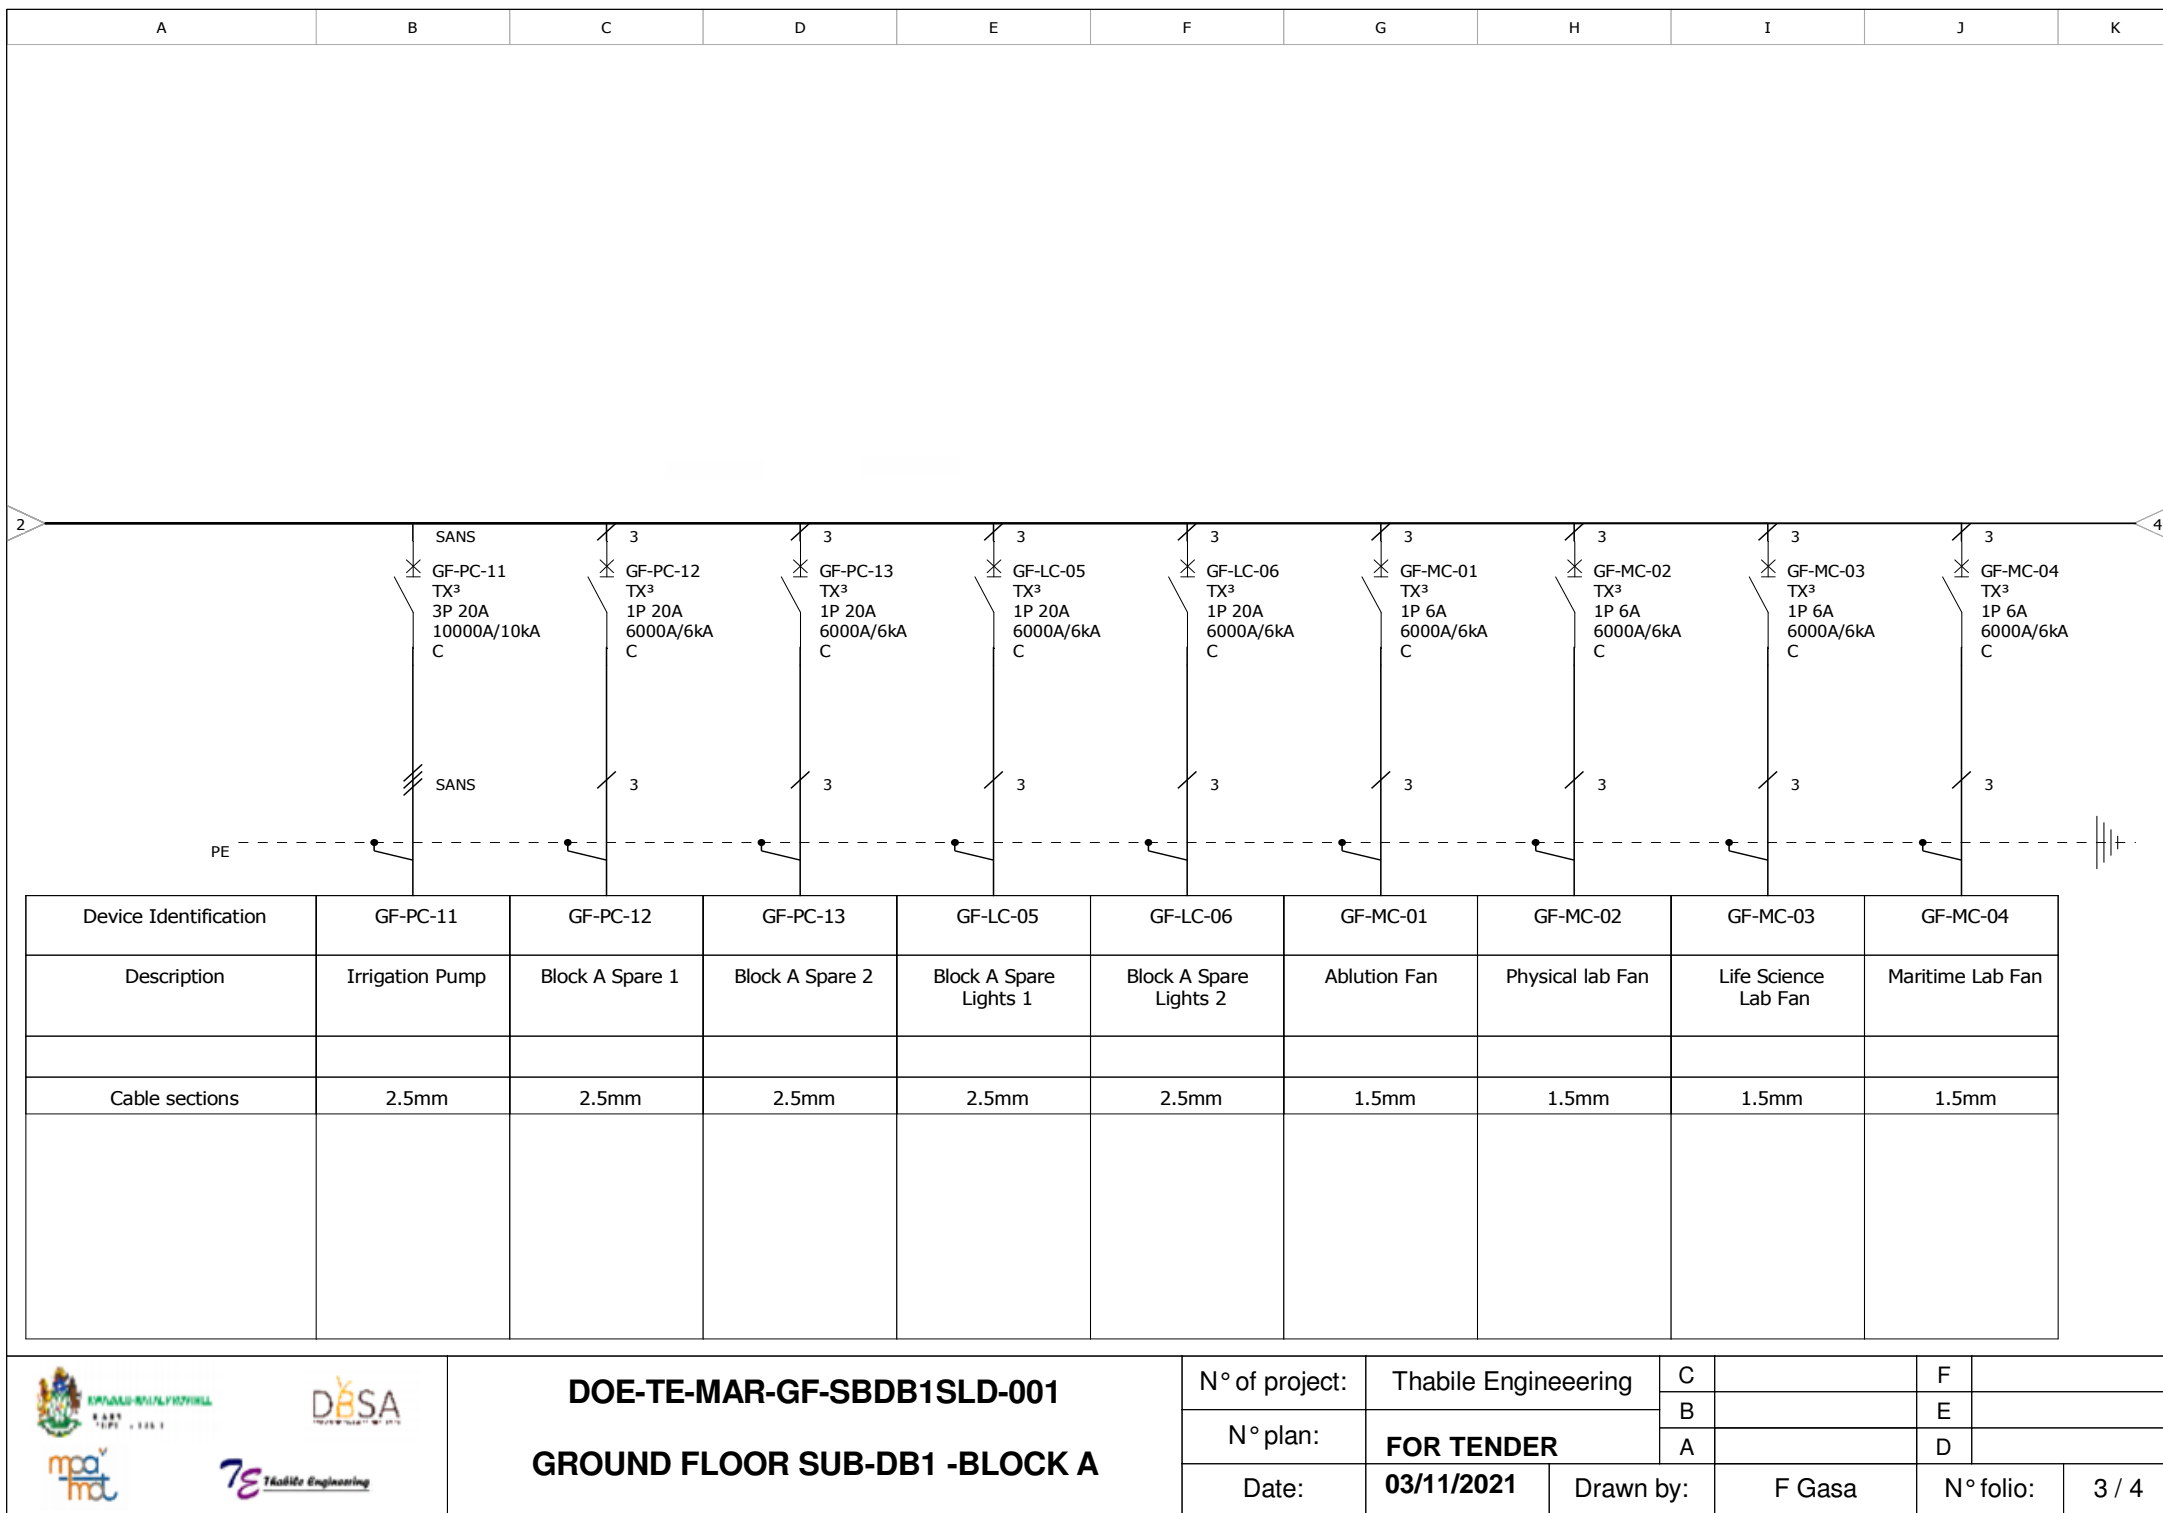 A B C D E F G H I J K
2 4
SANS 3 3 3 3 3 3 3 3
GF-PC-11 GF-PC-12 GF-PC-13 GF-LC-05 GF-LC-06 GF-MC-01 GF-MC-02 GF-MC-03 GF-MC-04
TX³ TX³ TX³ TX³ TX³ TX³ TX³ TX³ TX³
3P 20A 1P 20A 1P 20A 1P 20A 1P 20A 1P 6A 1P 6A 1P 6A 1P 6A
10000A/10kA 6000A/6kA 6000A/6kA 6000A/6kA 6000A/6kA 6000A/6kA 6000A/6kA 6000A/6kA 6000A/6kA
C C C C C C C C C
SANS 3 3 3 3 3 3 3 3
PE
Device Identification GF-PC-11 GF-PC-12 GF-PC-13 GF-LC-05 GF-LC-06 GF-MC-01 GF-MC-02 GF-MC-03 GF-MC-04
Description Irrigation Pump Block A Spare 1 Block A Spare 2 Block A Spare Block A Spare Ablution Fan Physical lab Fan Life Science Maritime Lab Fan
Lights 1 Lights 2 Lab Fan
Cable sections 2.5mm 2.5mm 2.5mm 2.5mm 2.5mm 1.5mm 1.5mm 1.5mm 1.5mm
KWAZULU-NATAL PROVINCE
DBSA
TE Thabile Engineering
DOE-TE-MAR-GF-SBDB1SLD-001
GROUND FLOOR SUB-DB1 -BLOCK A
N° of project: Thabile Engineeering C F
B E
N° plan: FOR TENDER A D
Date: 03/11/2021 Drawn by: F Gasa N° folio: 3 / 4